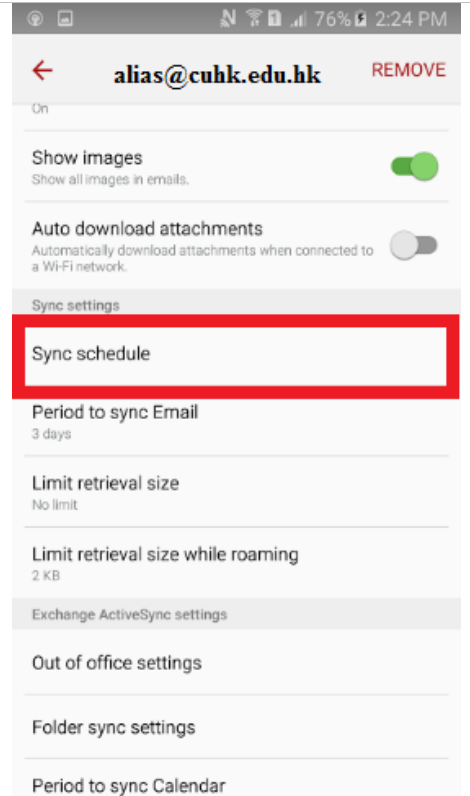 76% 2:24 PM
alias@cuhk.edu.hk REMOVE
On
Show images
Show all images in emails.
Auto download attachments
Automatically download attachments when connected to
a Wi-Fi network.
Sync settings
Sync schedule
Period to sync Email
3 days
Limit retrieval size
No limit
Limit retrieval size while roaming
2 KB
Exchange ActiveSync settings
Out of office settings
Folder sync settings
Period to sync Calendar